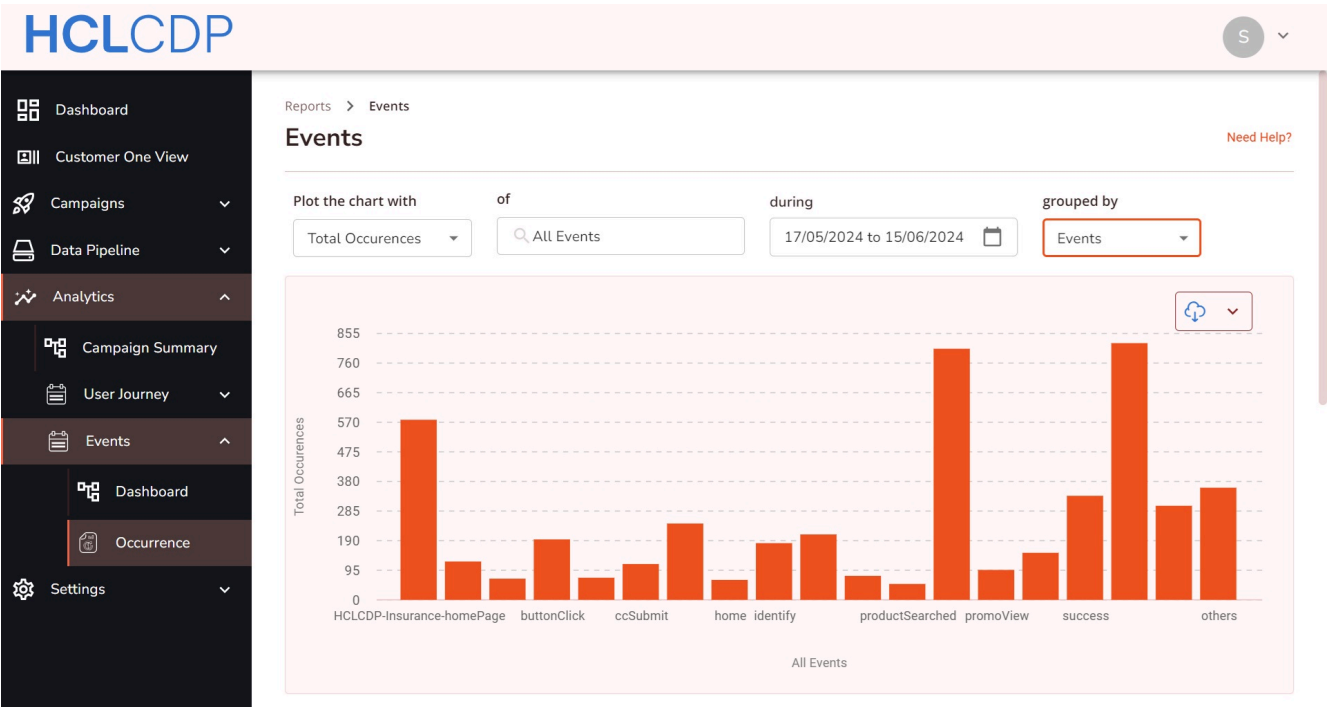 HCLCDP
S
Dashboard
Customer One View
Campaigns
Data Pipeline
Analytics
Campaign Summary
User Journey
Events
Dashboard
Occurrence
Settings
Reports > Events
Events
Need Help?
Plot the chart with
of
during
grouped by
Total Occurences
All Events
17/05/2024 to 15/06/2024
Events
855
760
665
570
475
380
285
190
95
0
Total Occurences
HCLCDP-Insurance-homePage buttonClick ccSubmit home identify productSearched promoView success others
All Events